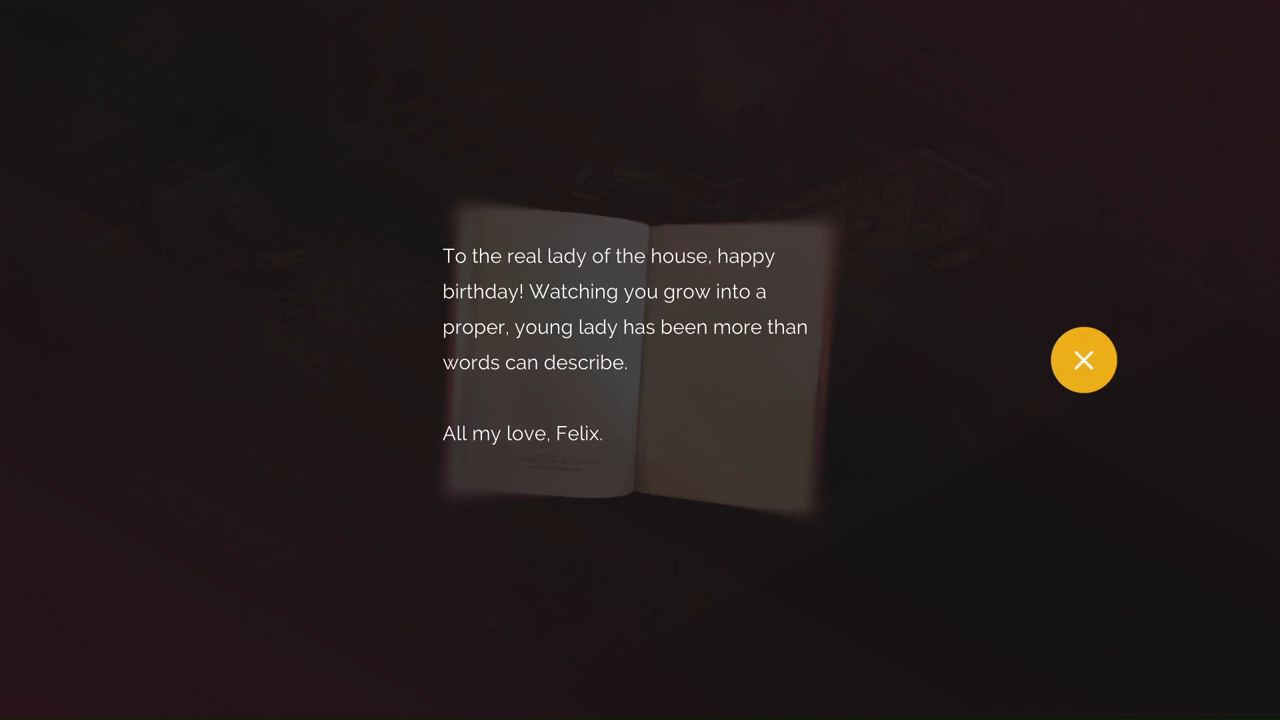 To the real lady of the house, happy
birthday! Watching you grow into a
proper, young lady has been more than
words can describe.
All my love, Felix.